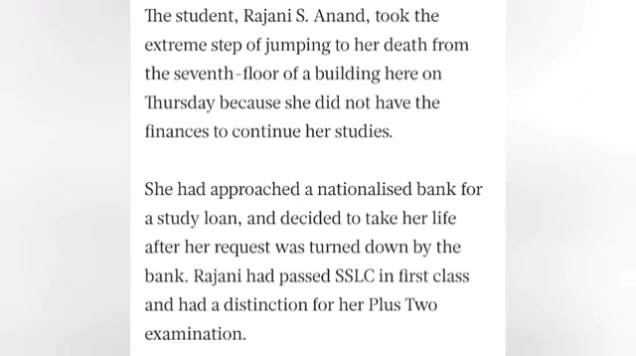 The student, Rajani S. Anand, took the
extreme step of jumping to her death from
the seventh-floor of a building here on
Thursday because she did not have the
finances to continue her studies.
She had approached a nationalised bank for
a study loan, and decided to take her life
after her request was turned down by the
bank. Rajani had passed SSLC in first class
and had a distinction for her Plus Two
examination.